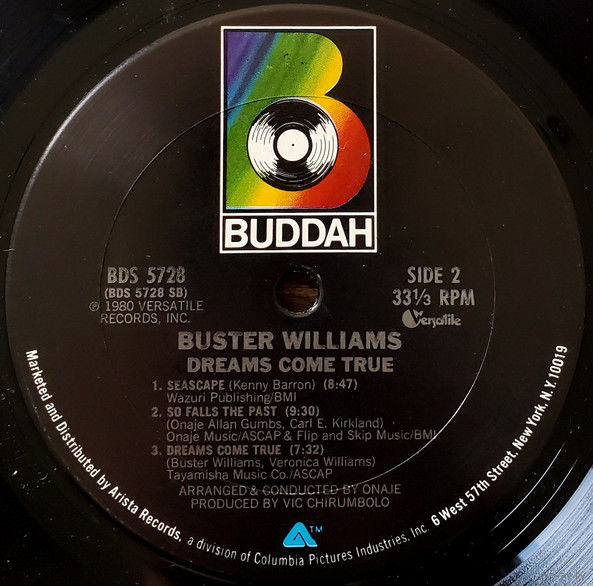 BUDDAH
BDS 5728
(BDS 5728 SB)
℗ 1980 VERSATILE
RECORDS, INC.
SIDE 2
33⅓ RPM
Versatile
BUSTER WILLIAMS
DREAMS COME TRUE
1. SEASCAPE (Kenny Barron) (8:47)
Wazuri Publishing/BMI
2. SO FALLS THE PAST (9:30)
(Onaje Allan Gumbs, Carl E. Kirkland)
Onaje Music/ASCAP & Flip and Skip Music/BMI
3. DREAMS COME TRUE (7:32)
(Buster Williams, Veronica Williams)
Tayamisha Music Co./ASCAP
ARRANGED & CONDUCTED BY ONAJE
PRODUCED BY VIC CHIRUMBOLO
TM
Marketed and Distributed by Arista Records, a division of Columbia Pictures Industries, Inc. 6 West 57th Street, New York, N.Y. 10019